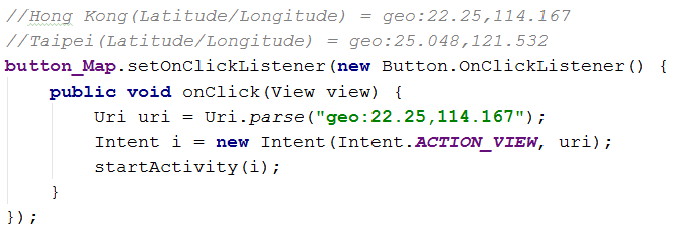 //Hong Kong(Latitude/Longitude) = geo:22.25,114.167
//Taipei(Latitude/Longitude) = geo:25.048,121.532
button_Map.setOnClickListener(new Button.OnClickListener() {
    public void onClick(View view) {
        Uri uri = Uri.parse("geo:22.25,114.167");
        Intent i = new Intent(Intent.ACTION_VIEW, uri);
        startActivity(i);
    }
});